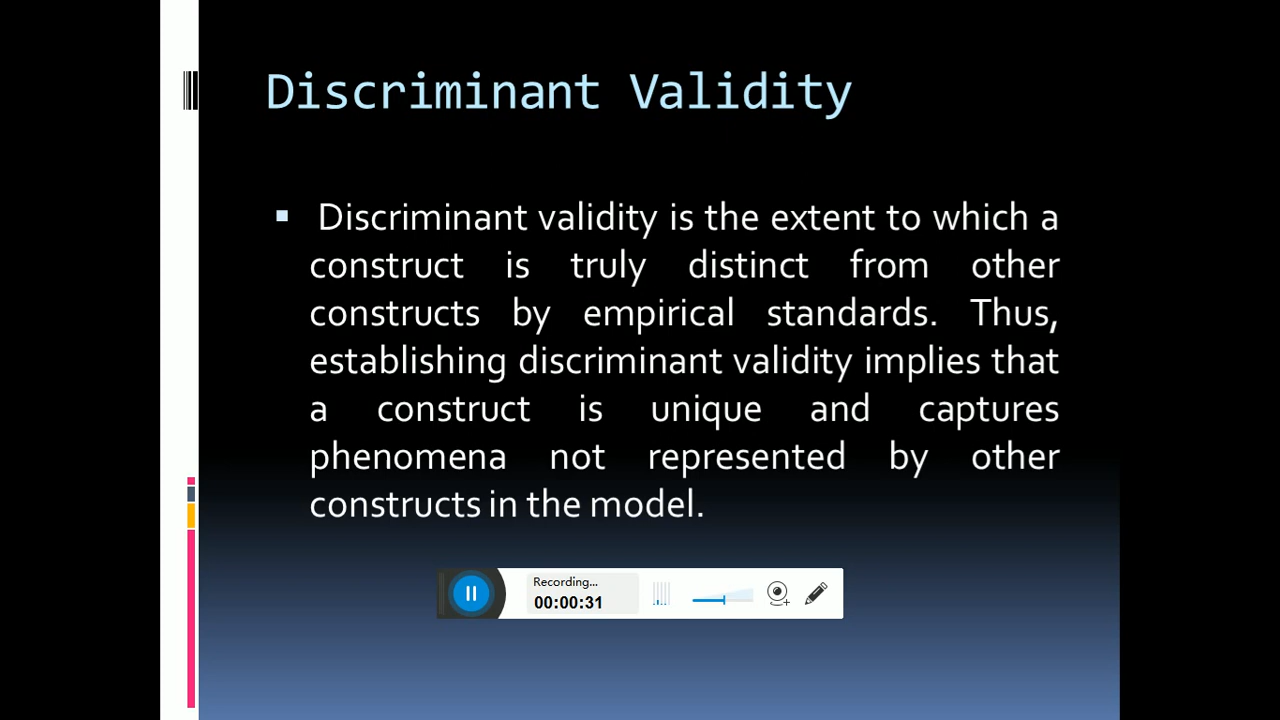 Discriminant Validity
▪ Discriminant validity is the extent to which a
construct is truly distinct from other
constructs by empirical standards. Thus,
establishing discriminant validity implies that
a construct is unique and captures
phenomena not represented by other
constructs in the model.
Recording...
00:00:31